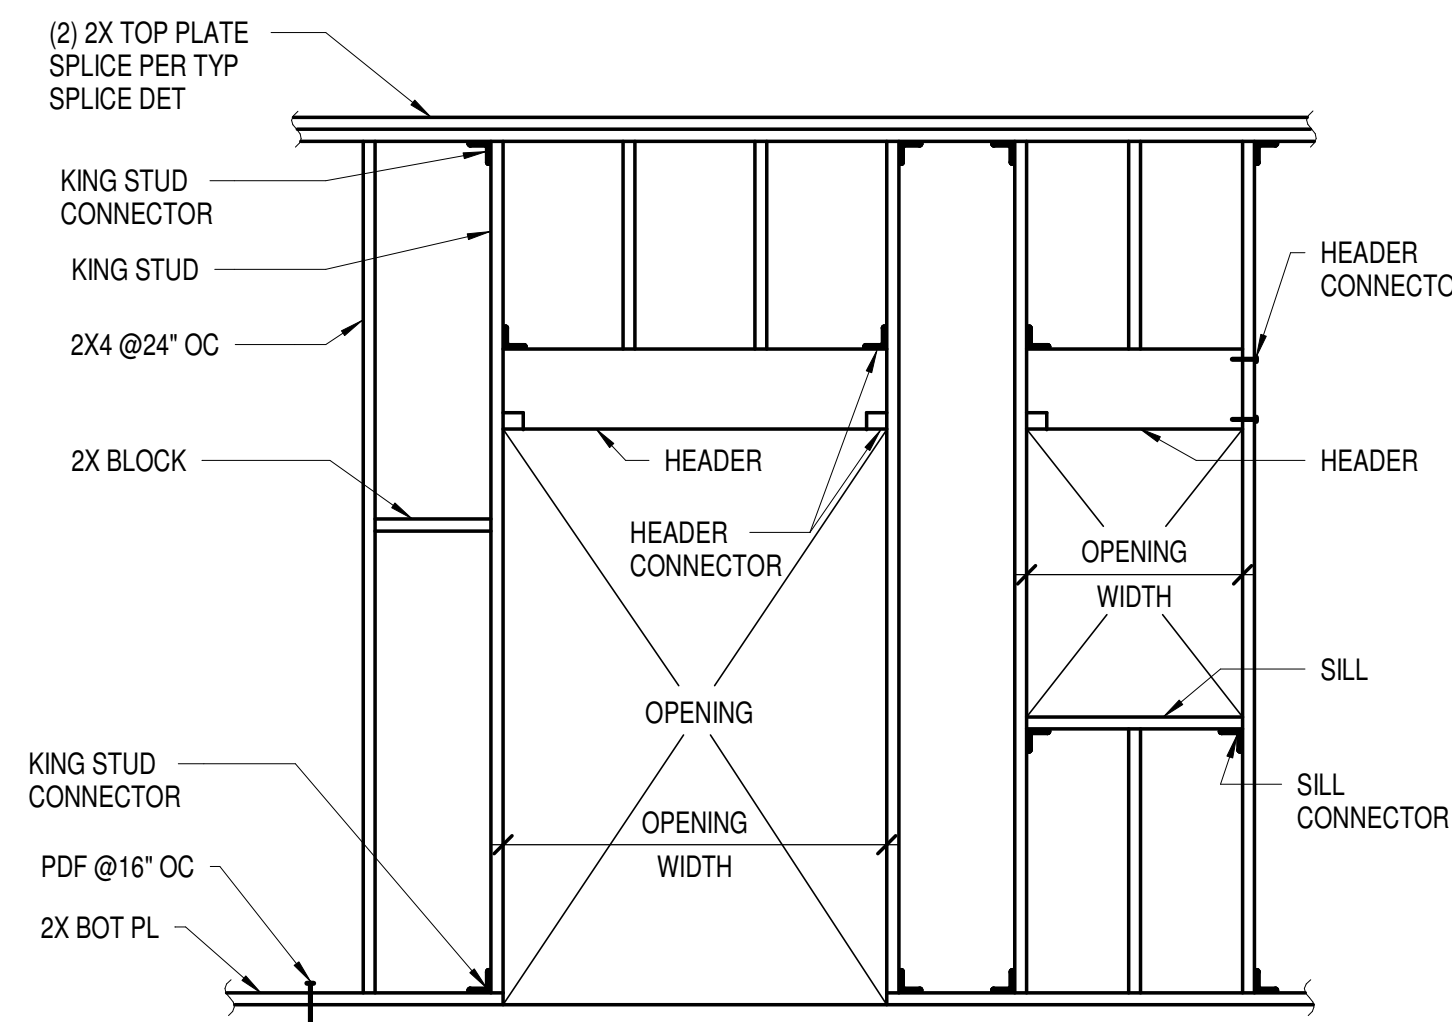 (2) 2X TOP PLATE
SPLICE PER TYP
SPLICE DET
KING STUD
CONNECTOR
KING STUD
2X4 @24" OC
2X BLOCK
KING STUD
CONNECTOR
PDF @16" OC
2X BOT PL
HEADER
HEADER
CONNECTOR
OPENING
OPENING
WIDTH
OPENING
WIDTH
HEADER
CONNECTO
HEADER
SILL
SILL
CONNECTOR